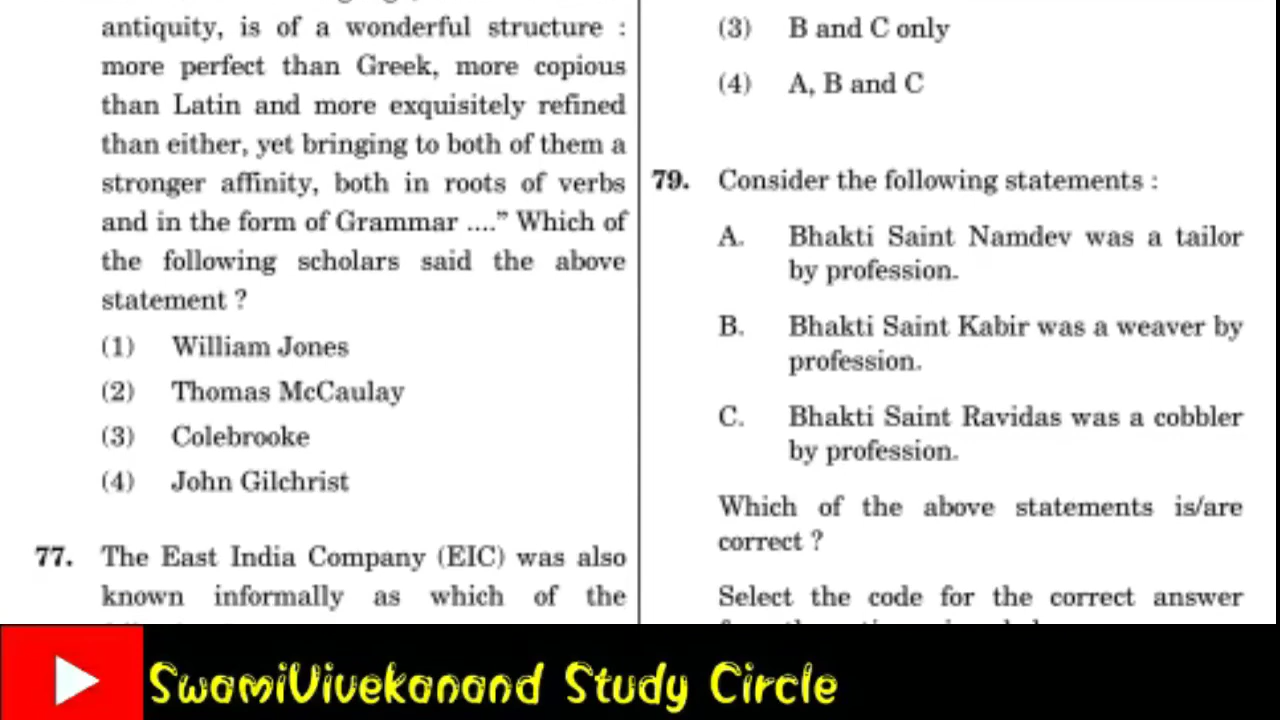 antiquity, is of a wonderful structure :
more perfect than Greek, more copious
than Latin and more exquisitely refined
than either, yet bringing to both of them a
stronger affinity, both in roots of verbs
and in the form of Grammar ....” Which of
the following scholars said the above
statement ?
(1) William Jones
(2) Thomas McCaulay
(3) Colebrooke
(4) John Gilchrist
77. The East India Company (EIC) was also
known informally as which of the
(3) B and C only
(4) A, B and C
79. Consider the following statements :
A. Bhakti Saint Namdev was a tailor
by profession.
B. Bhakti Saint Kabir was a weaver by
profession.
C. Bhakti Saint Ravidas was a cobbler
by profession.
Which of the above statements is/are
correct ?
Select the code for the correct answer
SwamiVivekanand Study Circle